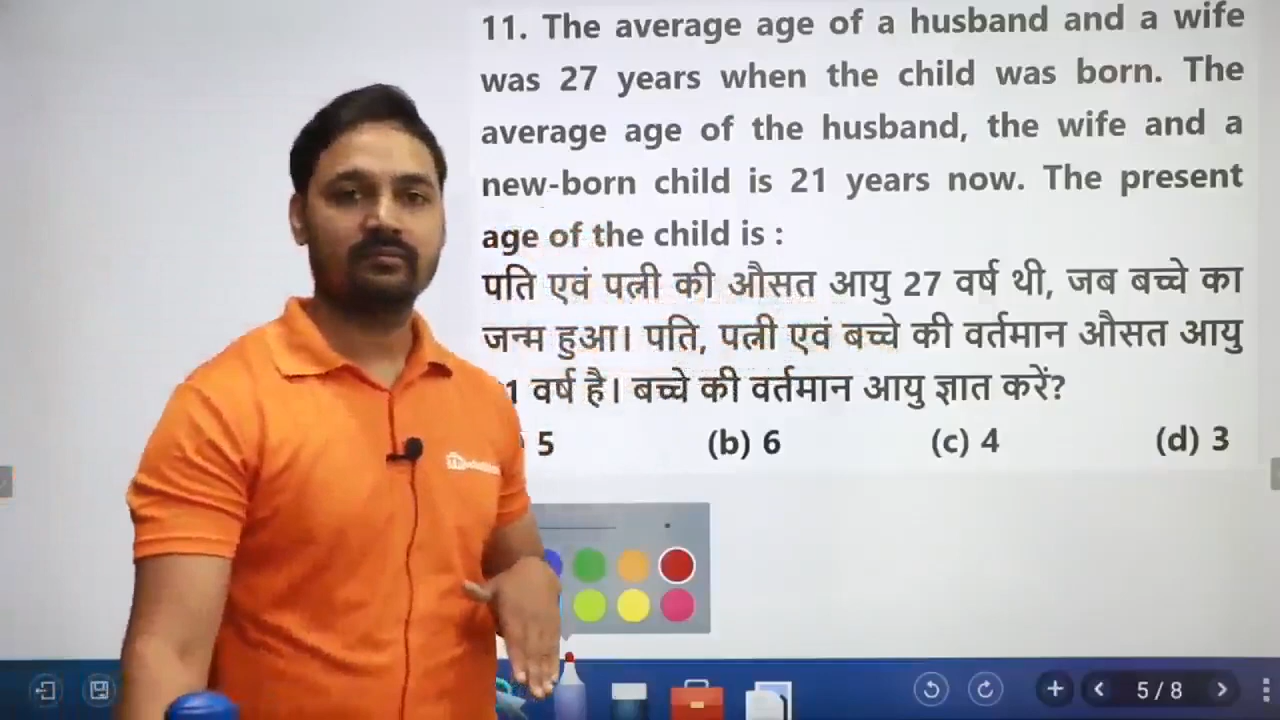 11. The average age of a husband and a wife
was 27 years when the child was born. The
average age of the husband, the wife and a
new-born child is 21 years now. The present
age of the child is :
पति एवं पत्नी की औसत आयु 27 वर्ष थी, जब बच्चे का
जन्म हुआ। पति, पत्नी एवं बच्चे की वर्तमान औसत आयु
1 वर्ष है। बच्चे की वर्तमान आयु ज्ञात करें?
) 5 (b) 6 (c) 4 (d) 3
5 / 8